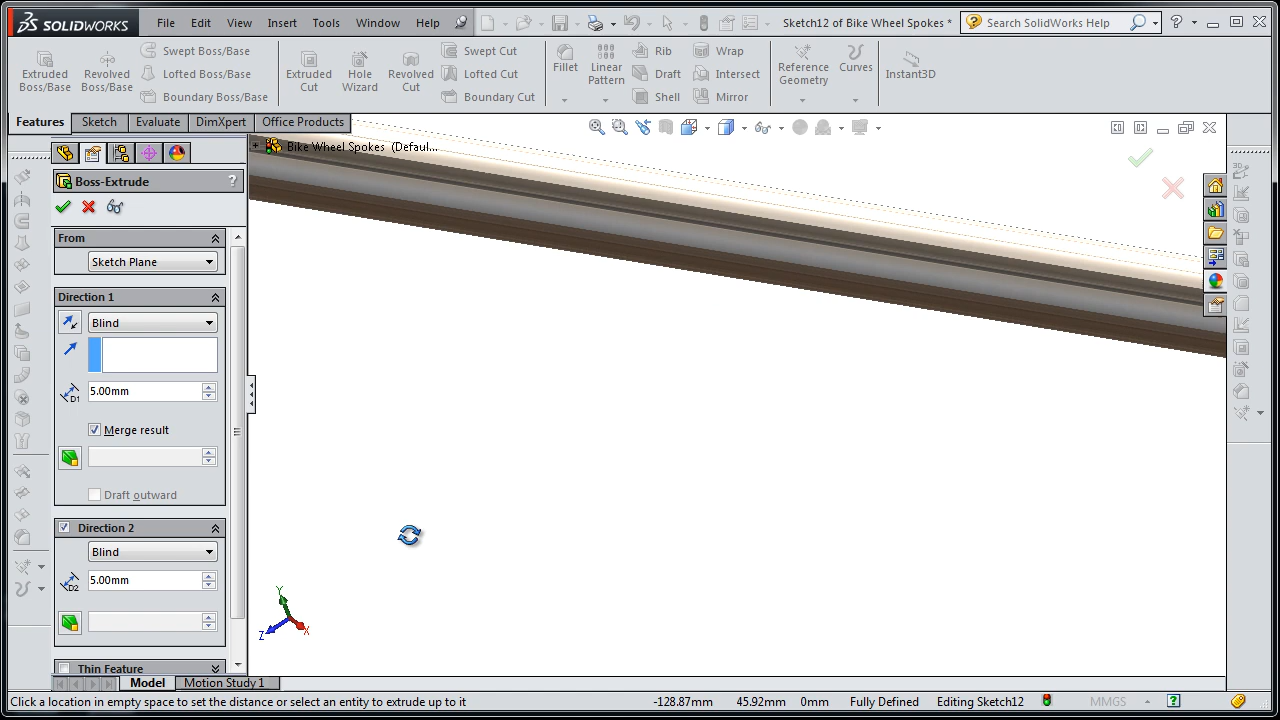 SOLIDWORKS File Edit View Insert Tools Window Help Sketch12 of Bike Wheel Spokes * Search SolidWorks Help
Extruded Boss/Base
Revolved Boss/Base
Swept Boss/Base
Lofted Boss/Base
Boundary Boss/Base
Extruded Cut
Hole Wizard
Revolved Cut
Swept Cut
Lofted Cut
Boundary Cut
Fillet
Linear Pattern
Rib
Draft
Shell
Wrap
Intersect
Mirror
Reference Geometry
Curves
Instant3D
Features Sketch Evaluate DimXpert Office Products
Bike Wheel Spokes (Defaul...
Boss-Extrude ?
From
Sketch Plane
Direction 1
Blind
D1 5.00mm
Merge result
Draft outward
Direction 2
Blind
D2 5.00mm
Thin Feature
Y
Z X
3D
Model Motion Study 1
Click a location in empty space to set the distance or select an entity to extrude up to it -128.87mm 45.92mm 0mm Fully Defined Editing Sketch12 MMGS ?